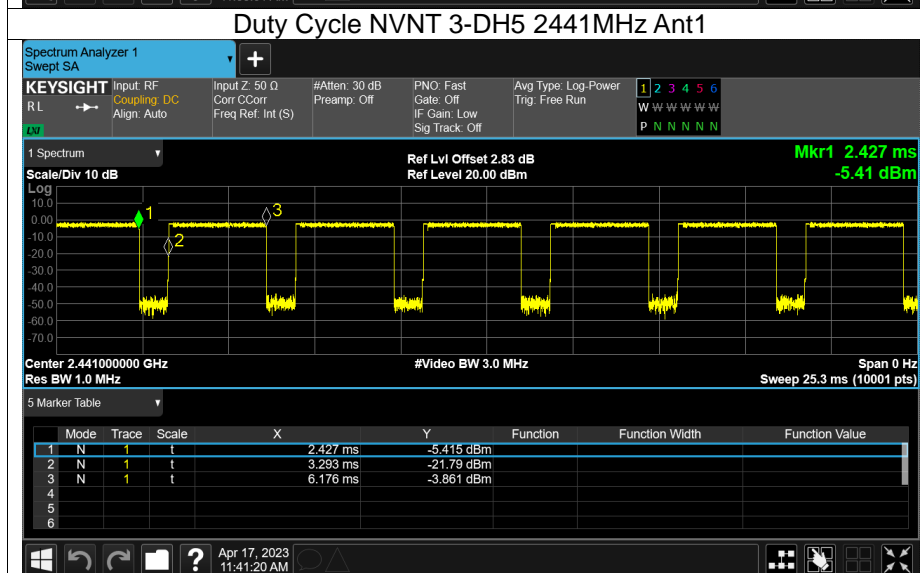 Duty Cycle NVNT 3-DH5 2441MHz Ant1
Spectrum Analyzer 1
Swept SA
+
KEYSIGHT
R L
LXI
Input: RF
Coupling: DC
Align: Auto
Input Z: 50 Ω
Corr CCorr
Freq Ref: Int (S)
#Atten: 30 dB
Preamp: Off
PNO: Fast
Gate: Off
IF Gain: Low
Sig Track: Off
Avg Type: Log-Power
Trig: Free Run
1 2 3 4 5 6
W W W W W W
P N N N N N
1 Spectrum
Scale/Div 10 dB
Ref Lvl Offset 2.83 dB
Ref Level 20.00 dBm
Mkr1 2.427 ms
-5.41 dBm
Log
10.0
0.00
-10.0
-20.0
-30.0
-40.0
-50.0
-60.0
-70.0
1
2
3
Center 2.441000000 GHz
Res BW 1.0 MHz
#Video BW 3.0 MHz
Span 0 Hz
Sweep 25.3 ms (10001 pts)
5 Marker Table
Mode Trace Scale X Y Function Function Width Function Value
1 N 1 t 2.427 ms -5.415 dBm
2 N 1 t 3.293 ms -21.79 dBm
3 N 1 t 6.176 ms -3.861 dBm
4
5
6
?
Apr 17, 2023
11:41:20 AM